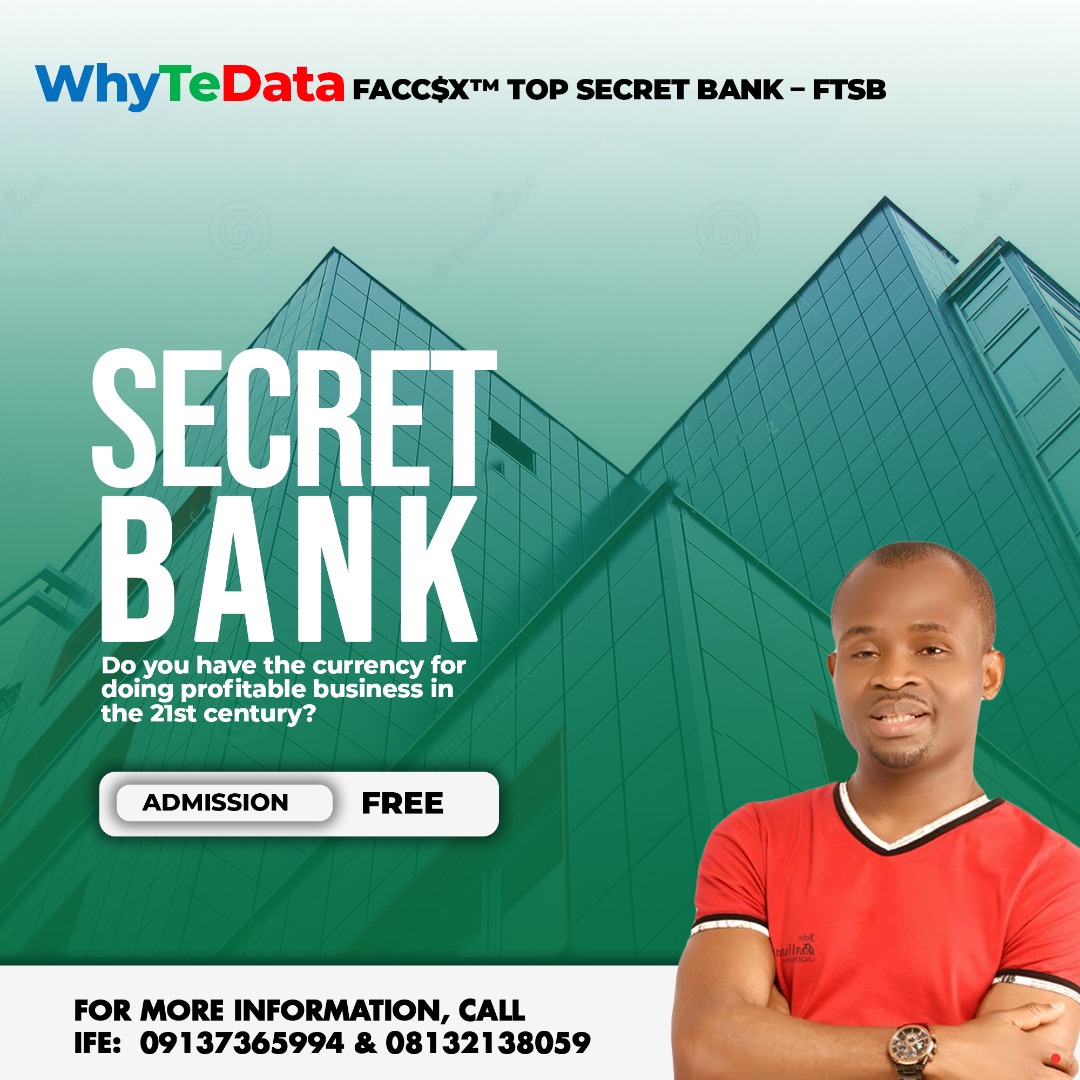 WhyTeData FACC$X™ TOP SECRET BANK – FTSB
SECRET
BANK
Do you have the currency for
doing profitable business in
the 21st century?
ADMISSION FREE
FOR MORE INFORMATION, CALL
IFE: 09137365994 & 08132138059